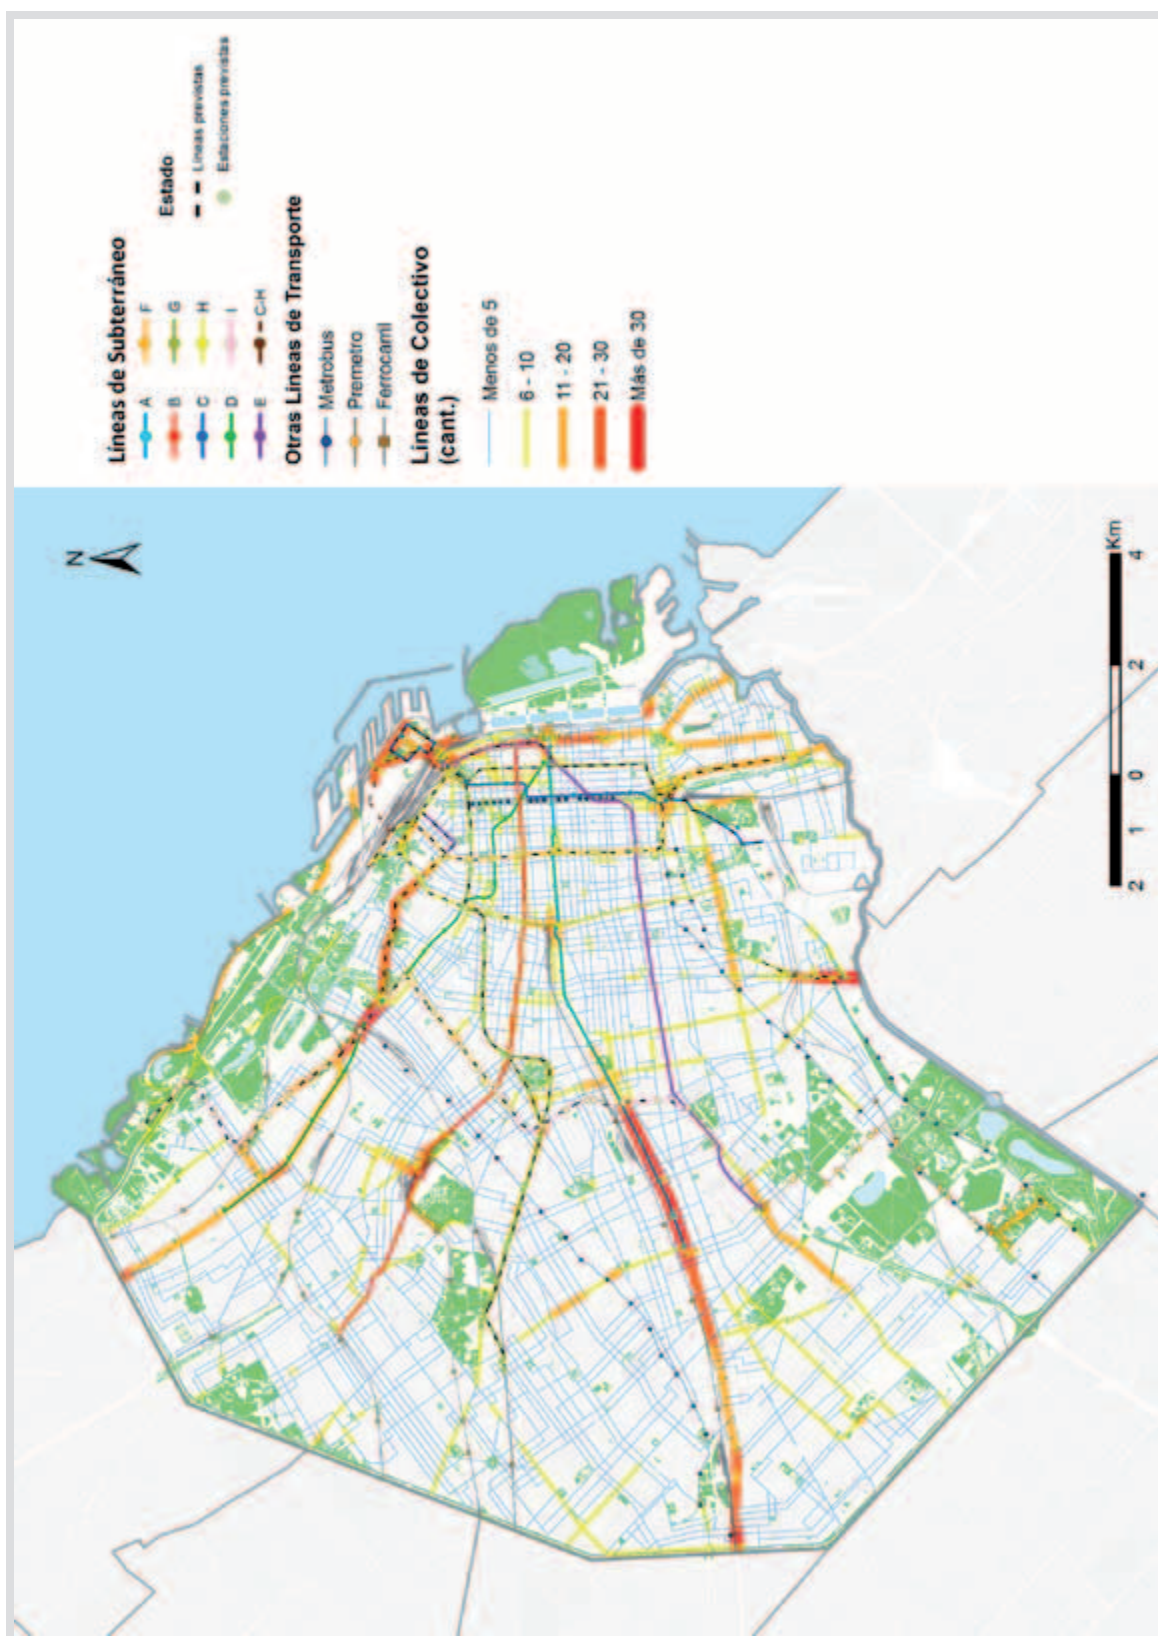 Líneas de Subterráneo
A
B
C
D
E
F
G
H
I
C-H
Estado
Líneas previstas
Estaciones previstas
Otras Líneas de Transporte
Metrobus
Premetro
Ferrocarril
Líneas de Colectivo
(cant.)
Menos de 5
6 - 10
11 - 20
21 - 30
Más de 30
N
2 1 0 2 4
Km